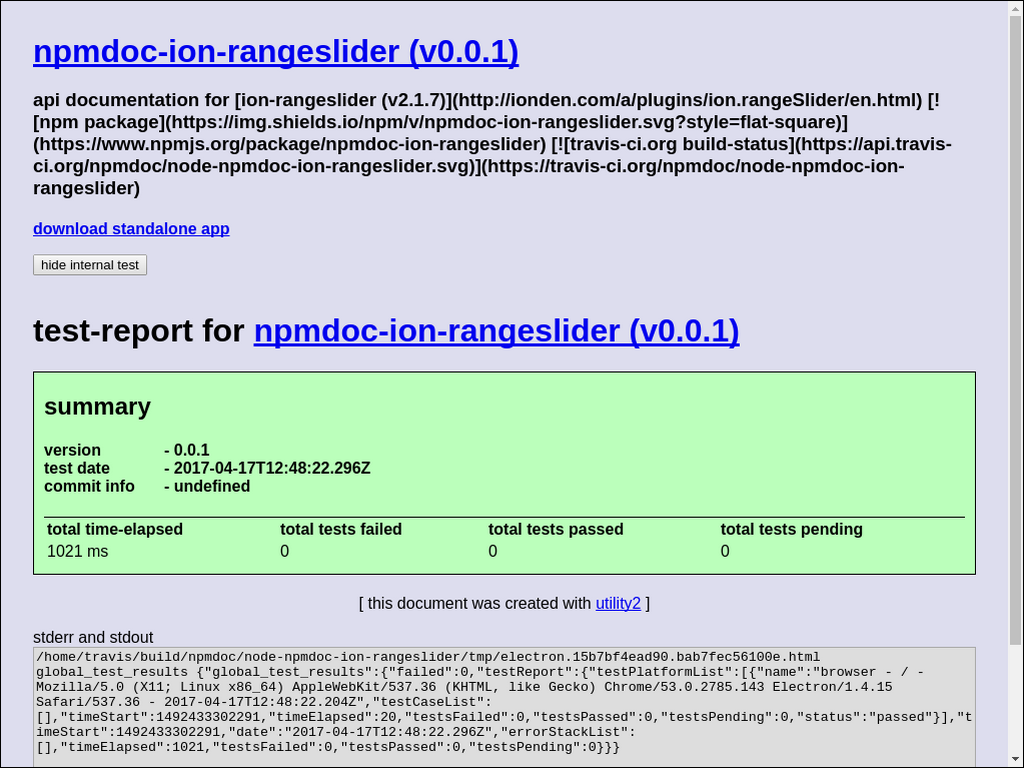 npmdoc-ion-rangeslider (v0.0.1)
api documentation for [ion-rangeslider (v2.1.7)](http://ionden.com/a/plugins/ion.rangeSlider/en.html) [!
[npm package](https://img.shields.io/npm/v/npmdoc-ion-rangeslider.svg?style=flat-square)]
(https://www.npmjs.org/package/npmdoc-ion-rangeslider) [![travis-ci.org build-status](https://api.travis-
ci.org/npmdoc/node-npmdoc-ion-rangeslider.svg)](https://travis-ci.org/npmdoc/node-npmdoc-ion-
rangeslider)
download standalone app
hide internal test
test-report for npmdoc-ion-rangeslider (v0.0.1)
summary
version - 0.0.1
test date - 2017-04-17T12:48:22.296Z
commit info - undefined
total time-elapsed total tests failed total tests passed total tests pending
1021 ms 0 0 0
[ this document was created with utility2 ]
stderr and stdout
/home/travis/build/npmdoc/node-npmdoc-ion-rangeslider/tmp/electron.15b7bf4ead90.bab7fec56100e.html
global_test_results {"global_test_results":{"failed":0,"testReport":{"testPlatformList":[{"name":"browser - / -
Mozilla/5.0 (X11; Linux x86_64) AppleWebKit/537.36 (KHTML, like Gecko) Chrome/53.0.2785.143 Electron/1.4.15
Safari/537.36 - 2017-04-17T12:48:22.204Z","testCaseList":
[],"timeStart":1492433302291,"timeElapsed":20,"testsFailed":0,"testsPassed":0,"testsPending":0,"status":"passed"}],"t
imeStart":1492433302291,"date":"2017-04-17T12:48:22.296Z","errorStackList":
[],"timeElapsed":1021,"testsFailed":0,"testsPassed":0,"testsPending":0}}}